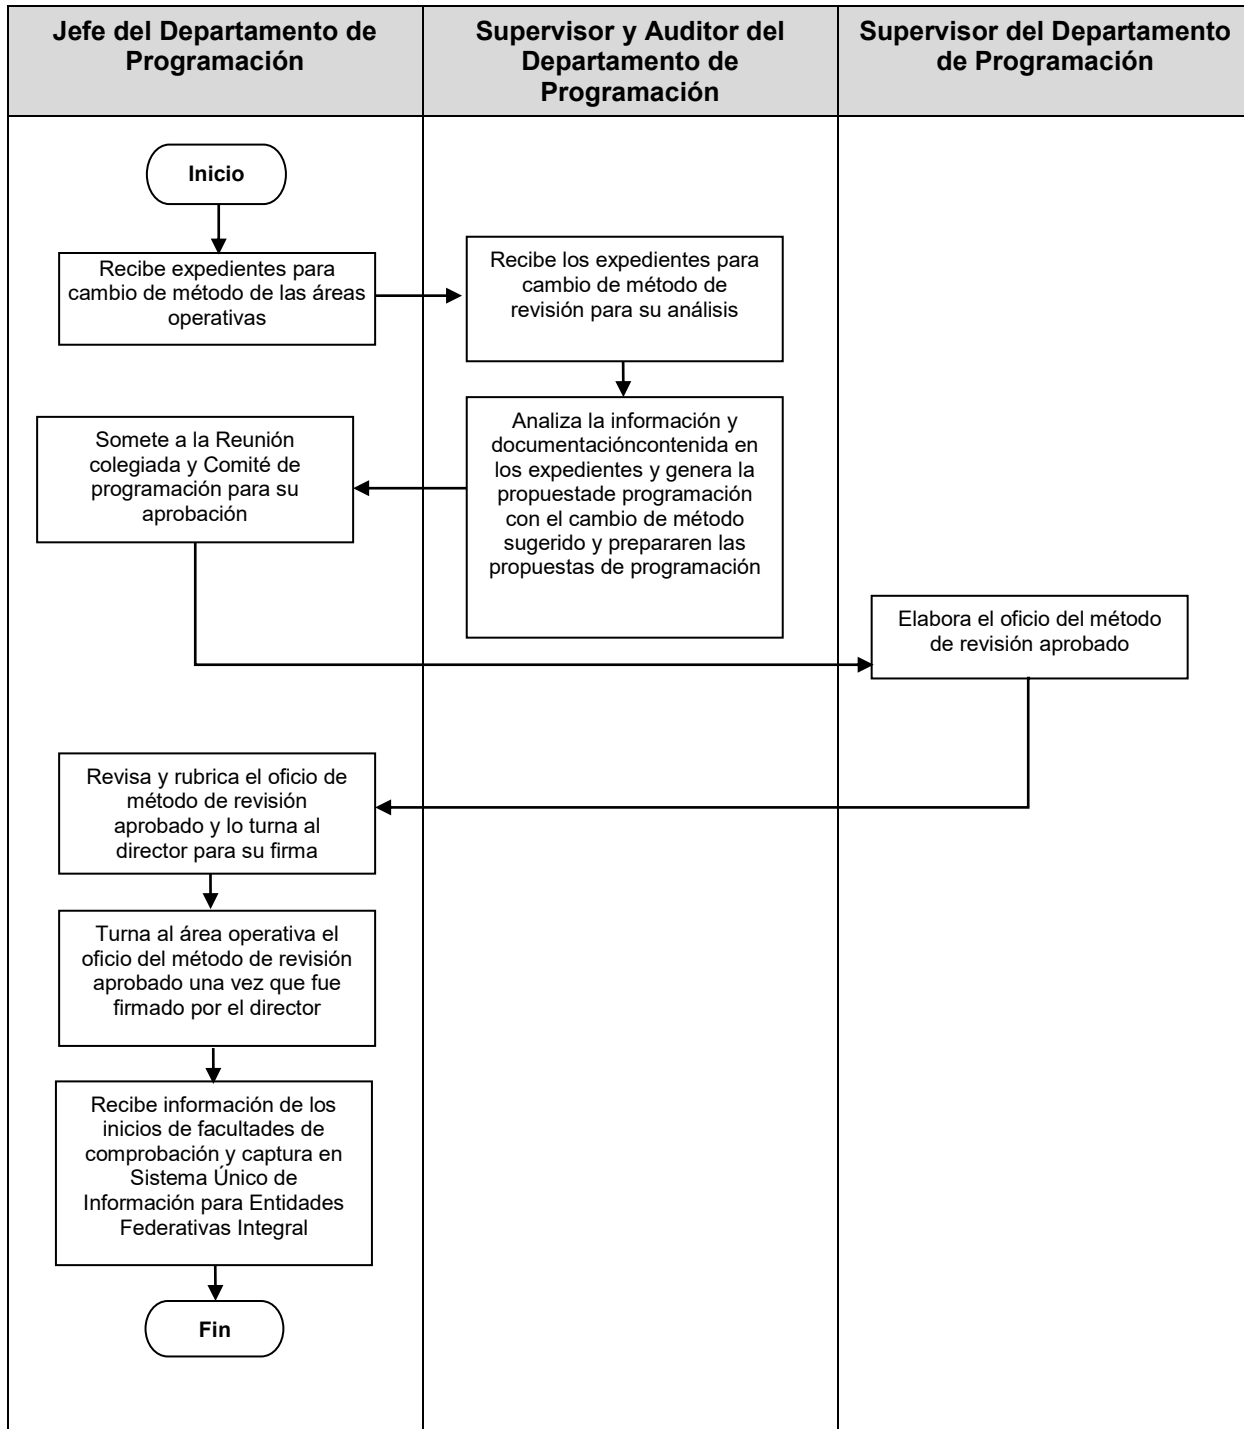 Jefe del Departamento de
Programación
Supervisor y Auditor del
Departamento de
Programación
Supervisor del Departamento
de Programación
Inicio
Recibe expedientes para
cambio de método de las áreas
operativas
Recibe los expedientes para
cambio de método de
revisión para su análisis
Analiza la información y
documentacióncontenida en
los expedientes y genera la
propuestade programación
con el cambio de método
sugerido y prepararen las
propuestas de programación
Somete a la Reunión
colegiada y Comité de
programación para su
aprobación
Elabora el oficio del método
de revisión aprobado
Revisa y rubrica el oficio de
método de revisión
aprobado y lo turna al
director para su firma
Turna al área operativa el
oficio del método de revisión
aprobado una vez que fue
firmado por el director
Recibe información de los
inicios de facultades de
comprobación y captura en
Sistema Único de
Información para Entidades
Federativas Integral
Fin